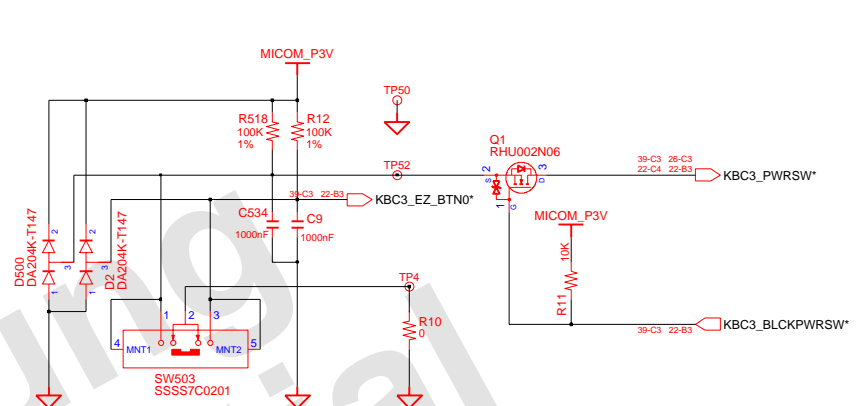 MICOM_P3V
TP50
R518
100K
1%
R12
100K
1%
Q1
RHU002N06
TP52
2
S
3
D
1
G
39-C3 26-C3
22-C4 22-B3
KBC3_PWRSW*
39-C3 22-B3
KBC3_EZ_BTN0*
C534
1000nF
C9
1000nF
MICOM_P3V
10K
R11
D500
DA204K-T147
2
3
1
D2
DA204K-T147
2
3
1
TP4
R10
0
39-C3 22-B3
KBC3_BLCKPWRSW*
1
2
3
4
MNT1
MNT2
5
SW503
SSSS7C0201
ung
ial